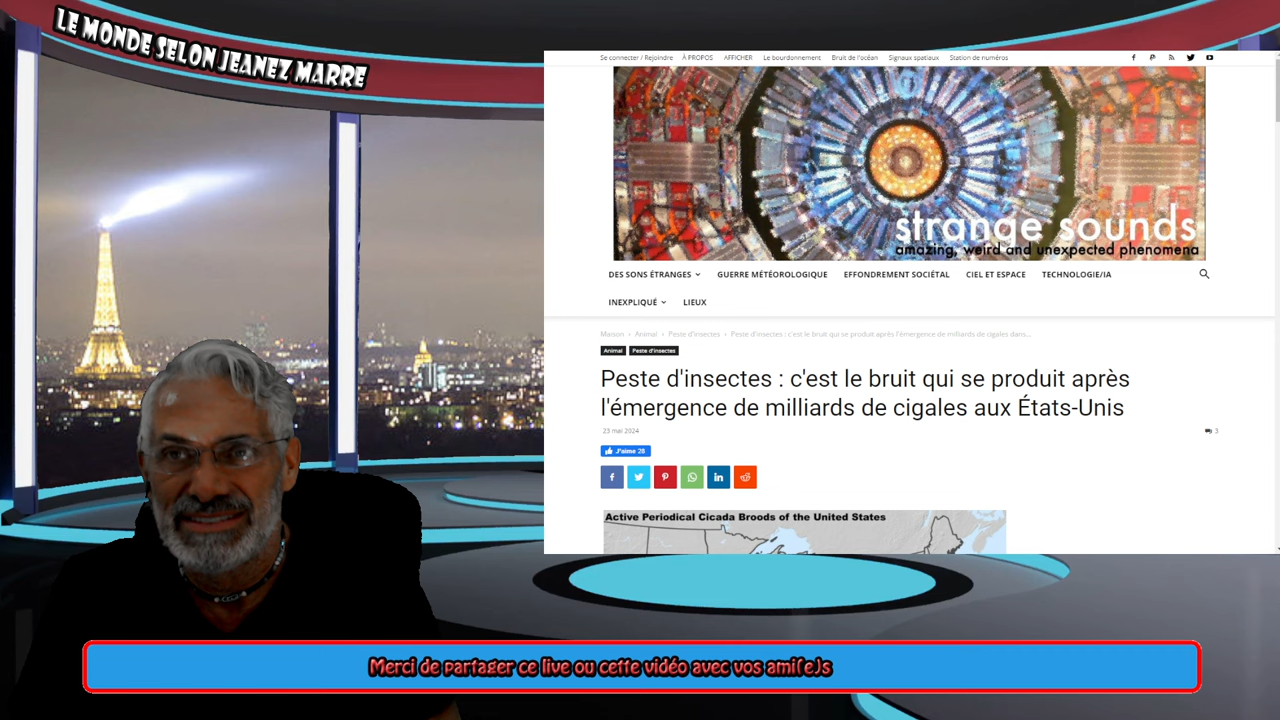 LE MONDE SELON JEANEZ MARRE
Se connecter / Rejoindre À PROPOS AFFICHER Le bourdonnement Bruit de l'océan Signaux spatiaux Station de numéros
strange sounds
amazing, weird and unexpected phenomena
DES SONS ÉTRANGES GUERRE MÉTÉOROLOGIQUE EFFONDREMENT SOCIÉTAL CIEL ET ESPACE TECHNOLOGIE/IA
INEXPLIQUÉ LIEUX
Maison › Animal › Peste d'insectes › Peste d'insectes : c'est le bruit qui se produit après l'émergence de milliards de cigales dans...
Animal Peste d'insectes
Peste d'insectes : c'est le bruit qui se produit après
l'émergence de milliards de cigales aux États-Unis
23 mai 2024 3
J'aime 28
Active Periodical Cicada Broods of the United States
Merci de partager ce live ou cette vidéo avec vos ami(e)s